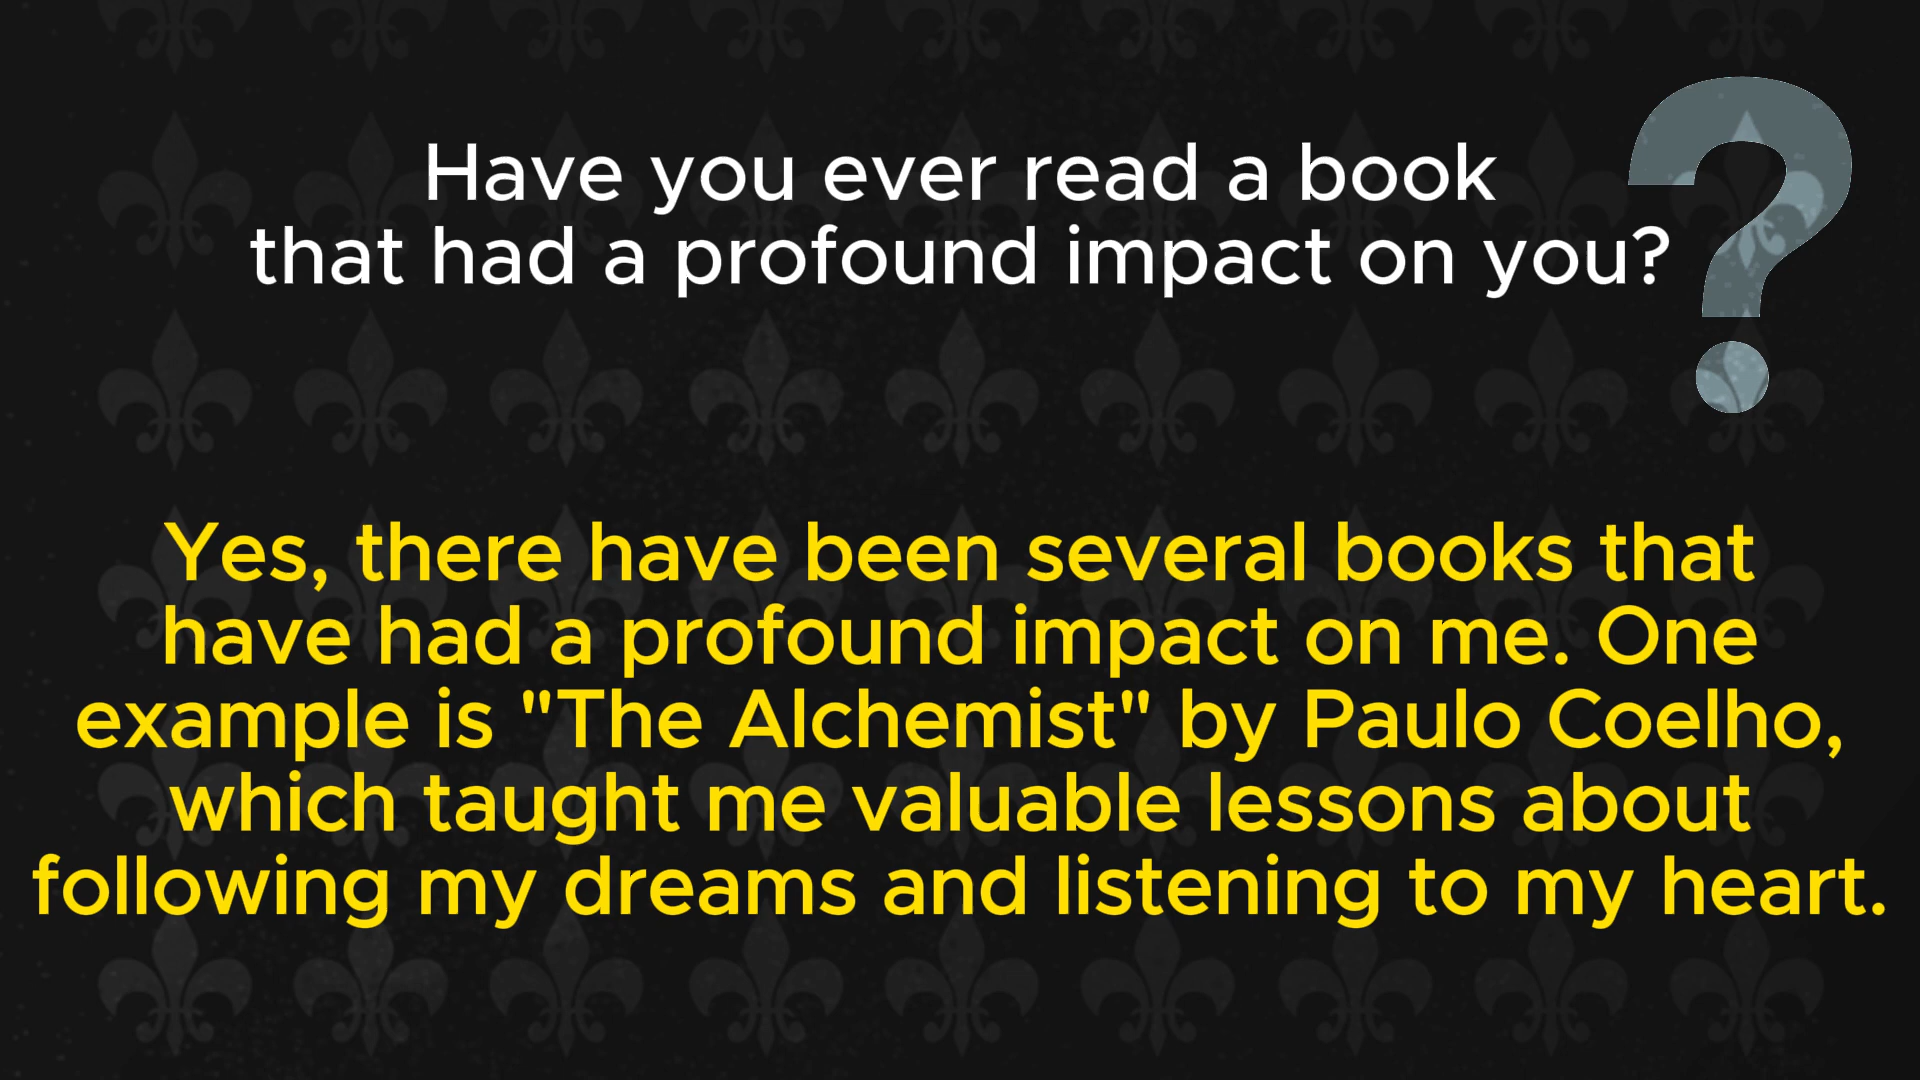 Have you ever read a book
that had a profound impact on you?
?
Yes, there have been several books that
have had a profound impact on me. One
example is "The Alchemist" by Paulo Coelho,
which taught me valuable lessons about
following my dreams and listening to my heart.